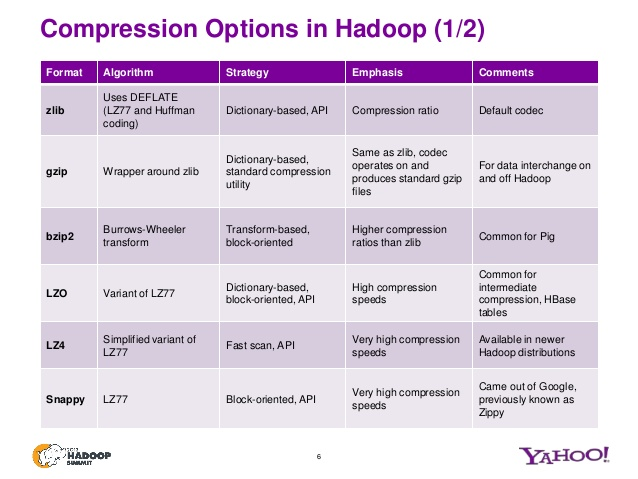 Compression Options in Hadoop (1/2)
Format Algorithm Strategy Emphasis Comments
zlib
Uses DEFLATE
(LZ77 and Huffman
coding)
Dictionary-based, API
Compression ratio
Default codec
gzip
Wrapper around zlib
Dictionary-based,
standard compression
utility
Same as zlib, codec
operates on and
produces standard gzip
files
For data interchange on
and off Hadoop
bzip2
Burrows-Wheeler
transform
Transform-based,
block-oriented
Higher compression
ratios than zlib
Common for Pig
LZO
Variant of LZ77
Dictionary-based,
block-oriented, API
High compression
speeds
Common for
intermediate
compression, HBase
tables
LZ4
Simplified variant of
LZ77
Fast scan, API
Very high compression
speeds
Available in newer
Hadoop distributions
Snappy
LZ77
Block-oriented, API
Very high compression
speeds
Came out of Google,
previously known as
Zippy
HADOOP
SUMMIT
6
YAHOO!